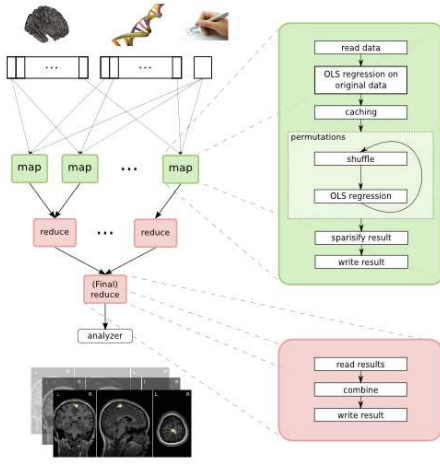 ...
...
read data
OLS regression on
original data
caching
permutations
shuffle
OLS regression
sparisify result
write result
map
map
...
map
reduce
...
reduce
(Final)
reduce
analyzer
read results
combine
write result
L
R
L
R
L
R
L
R